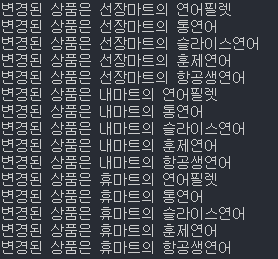 변경된 상품은 선장마트의 연어필렛
변경된 상품은 선장마트의 통연어
변경된 상품은 선장마트의 슬라이스연어
변경된 상품은 선장마트의 훈제연어
변경된 상품은 선장마트의 항공생연어
변경된 상품은 내마트의 연어필렛
변경된 상품은 내마트의 통연어
변경된 상품은 내마트의 슬라이스연어
변경된 상품은 내마트의 훈제연어
변경된 상품은 내마트의 항공생연어
변경된 상품은 휴마트의 연어필렛
변경된 상품은 휴마트의 통연어
변경된 상품은 휴마트의 슬라이스연어
변경된 상품은 휴마트의 훈제연어
변경된 상품은 휴마트의 항공생연어